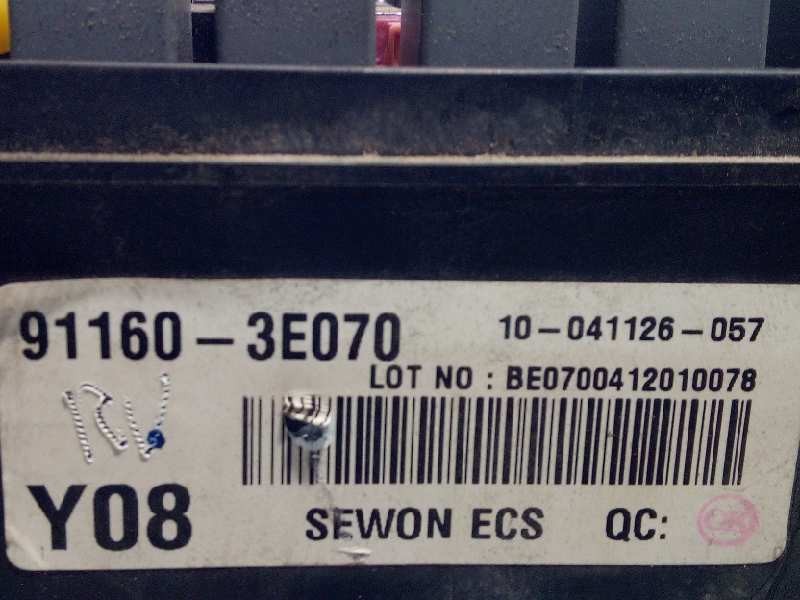 91160-3E070 10-041126-057
LOT NO : BE0700412010078
Y08 SEWON ECS QC: